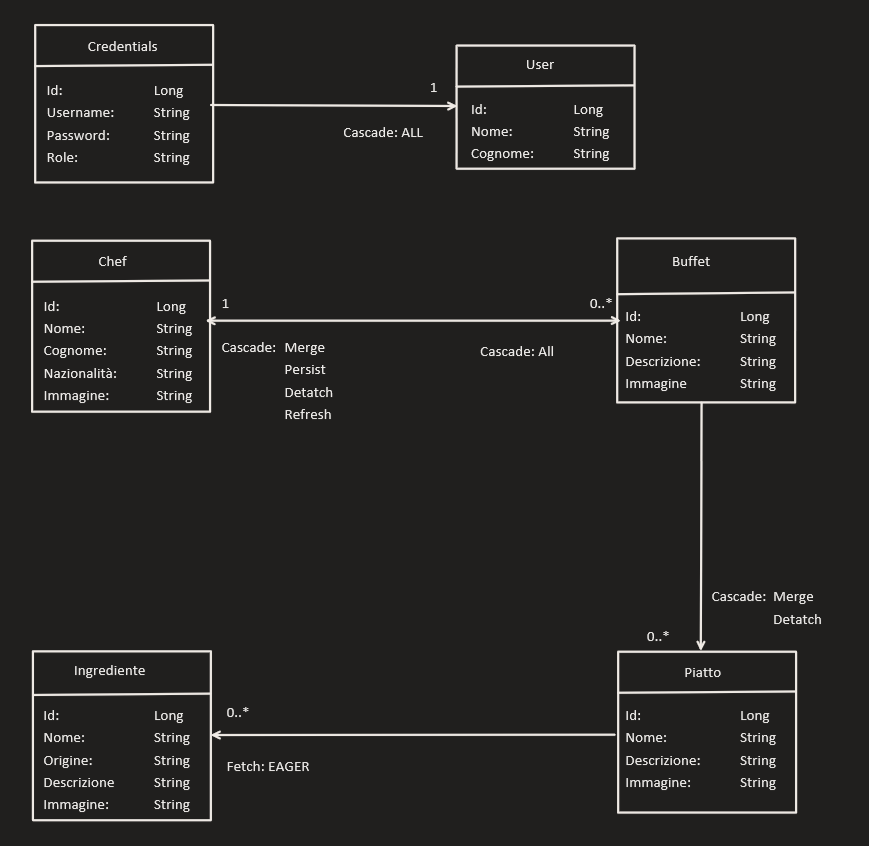 Credentials
Id: Long
Username: String
Password: String
Role: String
1
Cascade: ALL
User
Id: Long
Nome: String
Cognome: String
Chef
Id: Long
Nome: String
Cognome: String
Nazionalità: String
Immagine: String
1
Cascade: Merge
Persist
Detatch
Refresh
0..*
Cascade: All
Buffet
Id: Long
Nome: String
Descrizione: String
Immagine String
Cascade: Merge
Detatch
0..*
Ingrediente
Id: Long
Nome: String
Origine: String
Descrizione String
Immagine: String
0..*
Fetch: EAGER
Piatto
Id: Long
Nome: String
Descrizione: String
Immagine: String